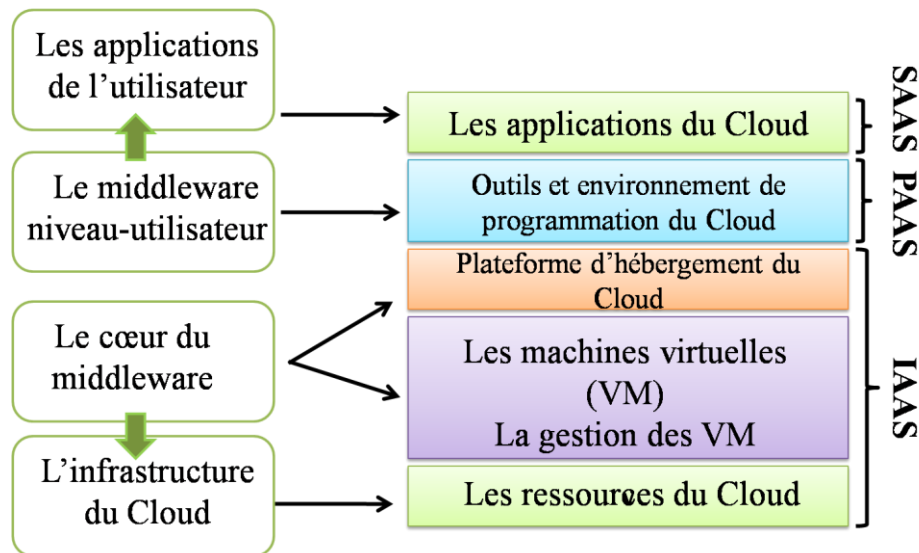 Les applications
de l'utilisateur
Le middleware
niveau-utilisateur
Le cœur du
middleware
L'infrastructure
du Cloud
Les applications du Cloud
Outils et environnement de
programmation du Cloud
Plateforme d'hébergement du
Cloud
Les machines virtuelles
(VM)
La gestion des VM
Les ressources du Cloud
SAAS
PAAS
IAAS